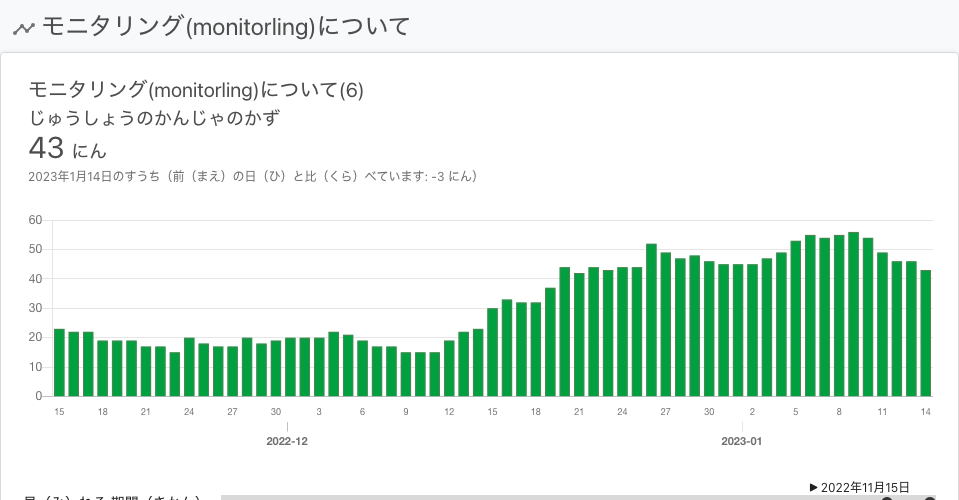 モニタリング(monitorling)について
モニタリング(monitorling)について(6)
じゅうしょうのかんじゃのかず
43 にん
2023年1月14日のすうち（前（まえ）の日（ひ）と比（くら）べています: -3 にん）
60
50
40
30
20
10
0
15 18 21 24 27 30 3 6 9 12 15 18 21 24 27 30 2 5 8 11 14
2022-12 2023-01
▶ 2022年11月15日